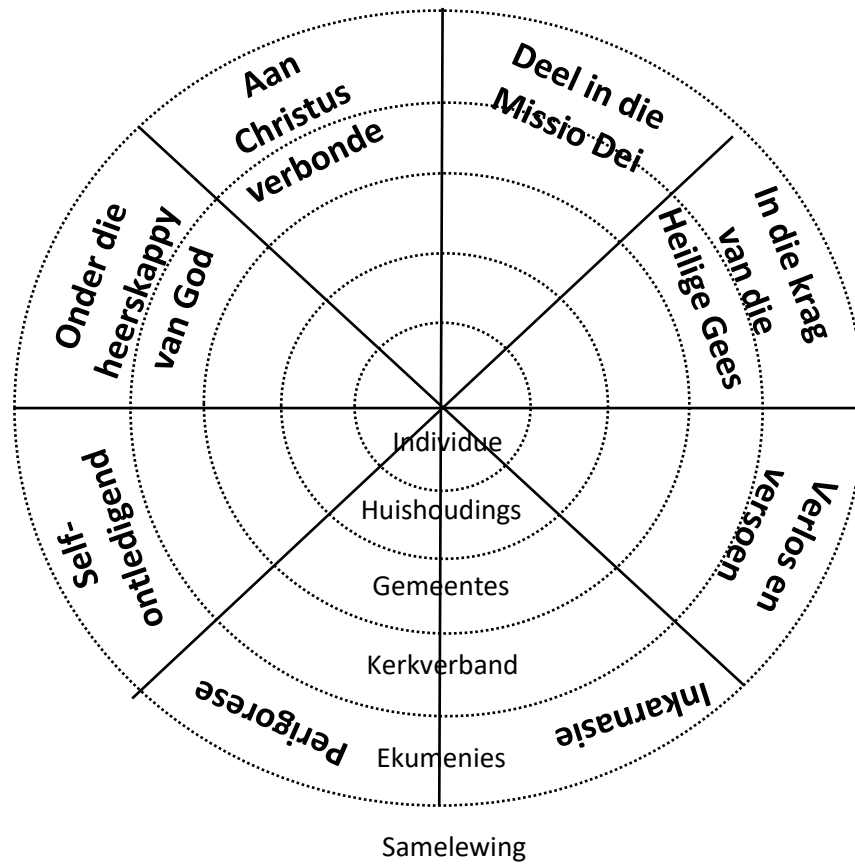 Aan
Christus
verbonde
Deel in die
Missio Dei
Onder die
heerskappy
van God
In die krag
van die
Heilige Gees
Individue
Huishoudings
Gemeentes
Kerkverband
Ekumenies
Self-
ontledigend
Verlos en
versoen
Perigorese
Inkarnasie
Samelewing